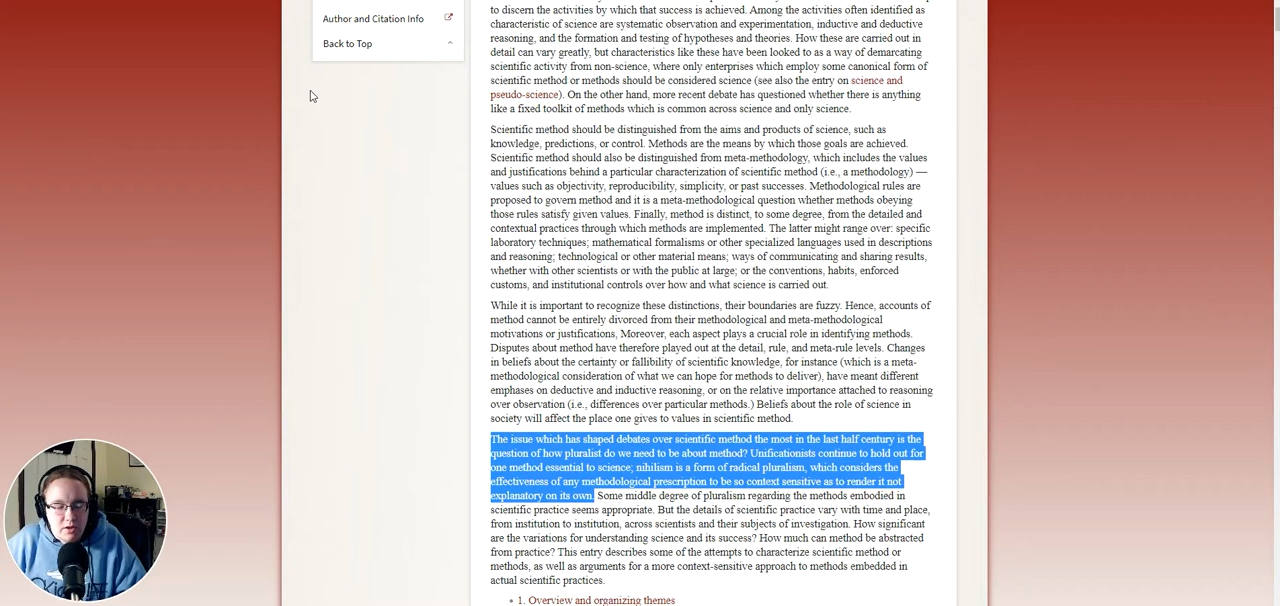 Author and Citation Info
Back to Top
to discern the activities by which that success is achieved. Among the activities often identified as
characteristic of science are systematic observation and experimentation, inductive and deductive
reasoning, and the formation and testing of hypotheses and theories. How these are carried out in
detail can vary greatly, but characteristics like these have been looked to as a way of demarcating
scientific activity from non-science, where only enterprises which employ some canonical form of
scientific method or methods should be considered science (see also the entry on science and
pseudo-science). On the other hand, more recent debate has questioned whether there is anything
like a fixed toolkit of methods which is common across science and only science.
Scientific method should be distinguished from the aims and products of science, such as
knowledge, predictions, or control. Methods are the means by which those goals are achieved.
Scientific method should also be distinguished from meta-methodology, which includes the values
and justifications behind a particular characterization of scientific method (i.e., a methodology) —
values such as objectivity, reproducibility, simplicity, or past successes. Methodological rules are
proposed to govern method and it is a meta-methodological question whether methods obeying
those rules satisfy given values. Finally, method is distinct, to some degree, from the detailed and
contextual practices through which methods are implemented. The latter might range over: specific
laboratory techniques; mathematical formalisms or other specialized languages used in descriptions
and reasoning; technological or other material means; ways of communicating and sharing results,
whether with other scientists or with the public at large; or the conventions, habits, enforced
customs, and institutional controls over how and what science is carried out.
While it is important to recognize these distinctions, their boundaries are fuzzy. Hence, accounts of
method cannot be entirely divorced from their methodological and meta-methodological
motivations or justifications, Moreover, each aspect plays a crucial role in identifying methods.
Disputes about method have therefore played out at the detail, rule, and meta-rule levels. Changes
in beliefs about the certainty or fallibility of scientific knowledge, for instance (which is a meta-
methodological consideration of what we can hope for methods to deliver), have meant different
emphases on deductive and inductive reasoning, or on the relative importance attached to reasoning
over observation (i.e., differences over particular methods.) Beliefs about the role of science in
society will affect the place one gives to values in scientific method.
The issue which has shaped debates over scientific method the most in the last half century is the
question of how pluralist do we need to be about method? Unificationists continue to hold out for
one method essential to science; nihilism is a form of radical pluralism, which considers the
effectiveness of any methodological prescription to be so context sensitive as to render it not
explanatory on its own. Some middle degree of pluralism regarding the methods embodied in
scientific practice seems appropriate. But the details of scientific practice vary with time and place,
from institution to institution, across scientists and their subjects of investigation. How significant
are the variations for understanding science and its success? How much can method be abstracted
from practice? This entry describes some of the attempts to characterize scientific method or
methods, as well as arguments for a more context-sensitive approach to methods embedded in
actual scientific practices.
• 1. Overview and organizing themes